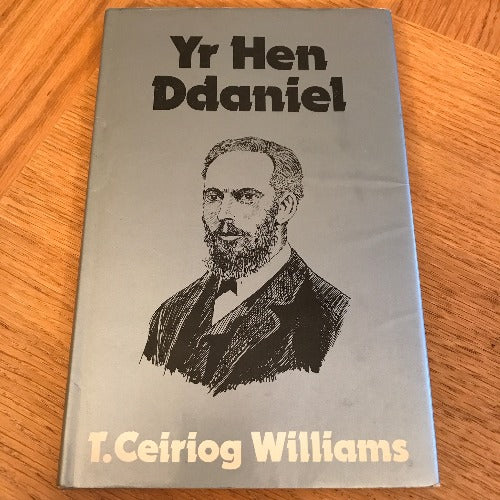 Yr Hen
Ddaniel
T.Ceiriog Williams